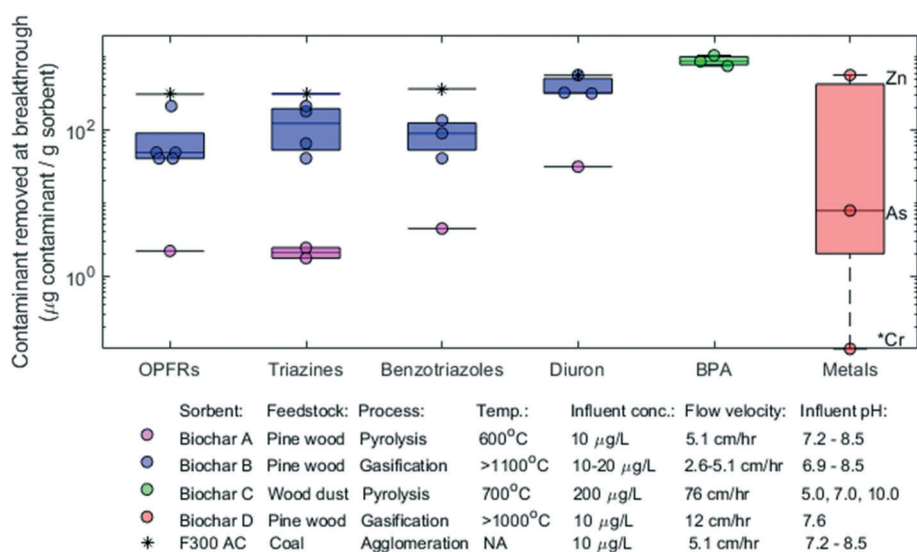 Contaminant removed at breakthrough
(μg contaminant / g sorbent)
10²
10⁰
Zn
As
*Cr
OPFRs Triazines Benzotriazoles Diuron BPA Metals
Sorbent: Feedstock: Process: Temp.: Influent conc.: Flow velocity: Influent pH:
Biochar A Pine wood Pyrolysis 600°C 10 μg/L 5.1 cm/hr 7.2 - 8.5
Biochar B Pine wood Gasification >1100°C 10-20 μg/L 2.6-5.1 cm/hr 6.9 - 8.5
Biochar C Wood dust Pyrolysis 700°C 200 μg/L 76 cm/hr 5.0, 7.0, 10.0
Biochar D Pine wood Gasification >1000°C 10 μg/L 12 cm/hr 7.6
* F300 AC Coal Agglomeration NA 10 μg/L 5.1 cm/hr 7.2 - 8.5